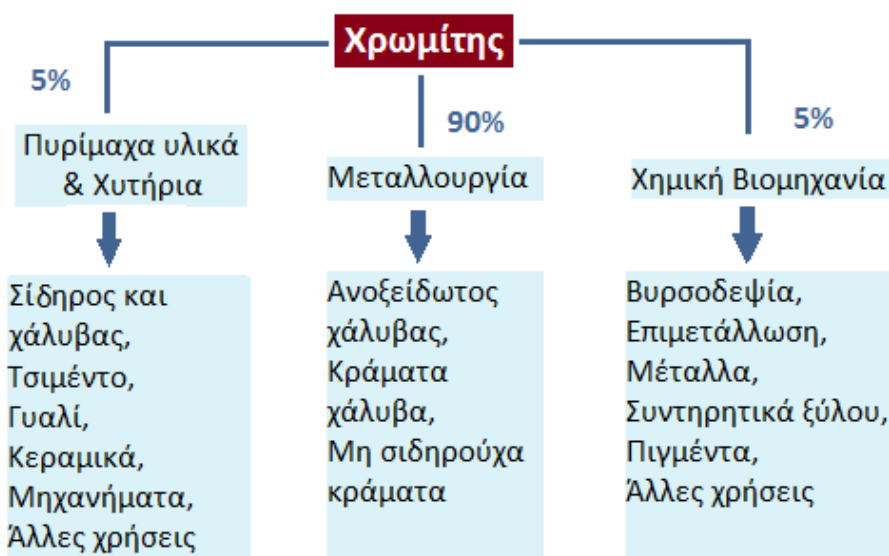 Χρωμίτης
5%
Πυρίμαχα υλικά
& Χυτήρια
Σίδηρος και
χάλυβας,
Τσιμέντο,
Γυαλί,
Κεραμικά,
Μηχανήματα,
Άλλες χρήσεις
90%
Μεταλλουργία
Ανοξείδωτος
χάλυβας,
Κράματα
χάλυβα,
Μη σιδηρούχα
κράματα
5%
Χημική Βιομηχανία
Βυρσοδεψία,
Επιμετάλλωση,
Μέταλλα,
Συντηρητικά ξύλου,
Πιγμέντα,
Άλλες χρήσεις